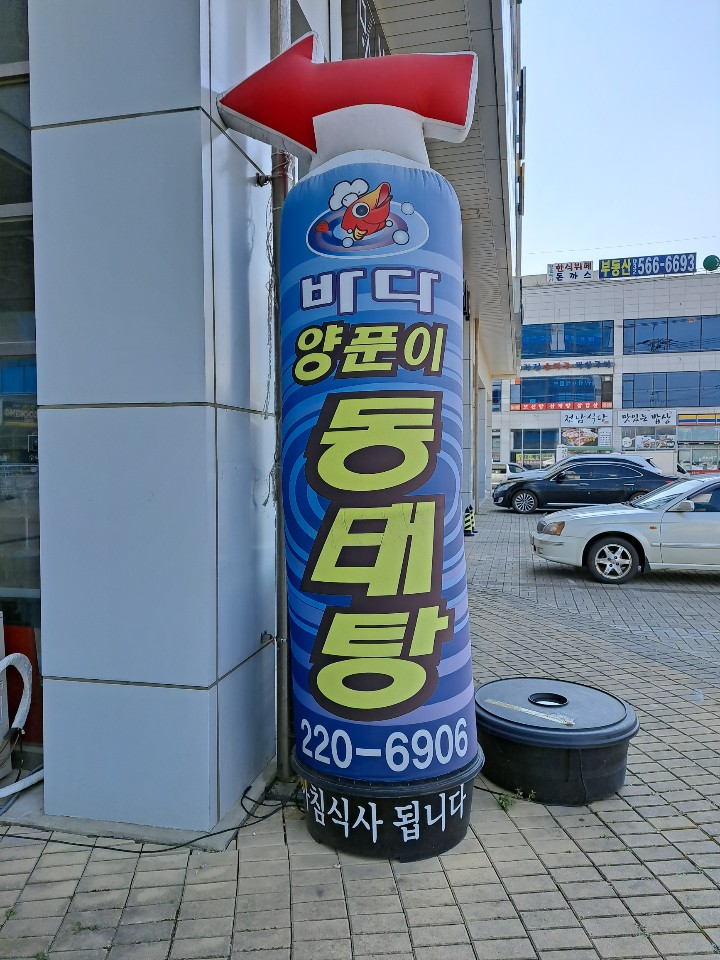 바다
양푼이
동태탕
220-6906
침식사 됩니다
한식뷔페
돈까스
부동산 566-6693
전남식당
맛있는 밥상